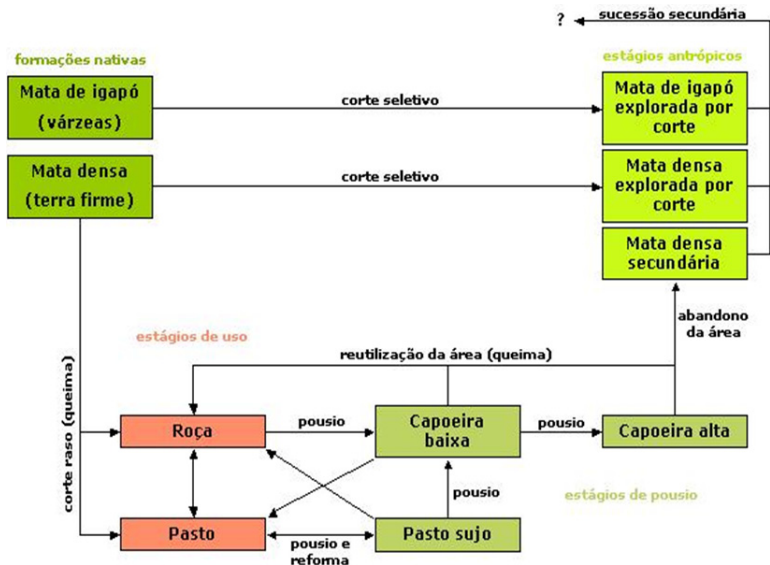 ? sucessão secundária
formações nativas
estágios antrópicos
Mata de igapó
(várzeas)
corte seletivo
Mata de igapó
explorada por
corte
Mata densa
(terra firme)
corte seletivo
Mata densa
explorada por
corte
Mata densa
secundária
abandono
da área
estágios de uso
reutilização da área (queima)
corte raso (queima)
Roça
pousio
Capoeira
baixa
pousio
Capoeira alta
pousio
estágios de pousio
Pasto
pousio e
reforma
Pasto sujo